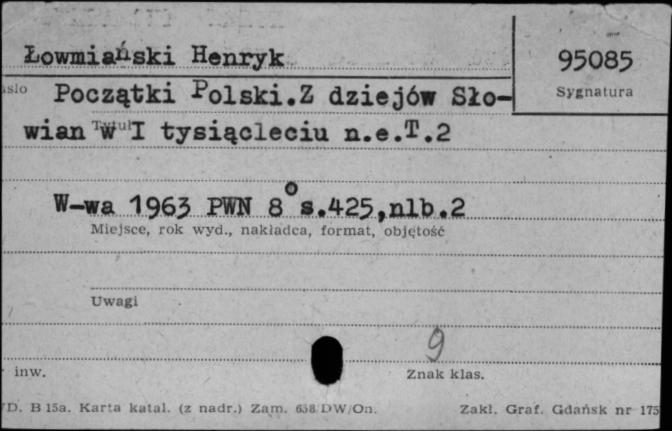 Łowmiański Henryk
95085
Sygnatura
Początki Polski.Z dziejów Sło-
Tytuł
wian w I tysiącleciu n.e.T.2
W-wa 1963 PWN 8° s.425,nlb.2
Miejsce, rok wyd., nakładca, format, objętość
Uwagi
9
inw.
Znak klas.
D. B 15a. Karta katal. (z nadr.) Zam. 658/DW/On.
Zakł. Graf. Gdańsk nr 175